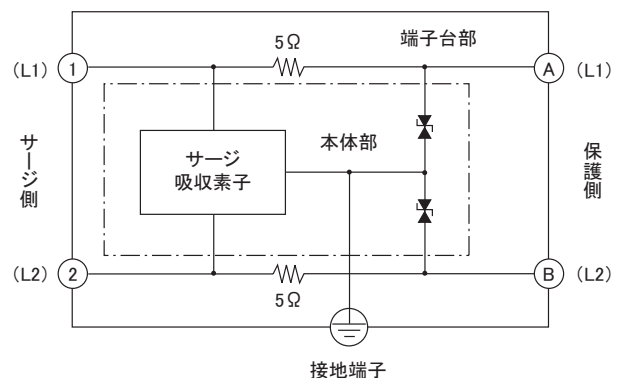 5Ω
端子台部
(L1)
1
A
(L1)
本体部
サージ
吸収素子
サージ側
保護側
(L2)
2
B
(L2)
5Ω
接地端子